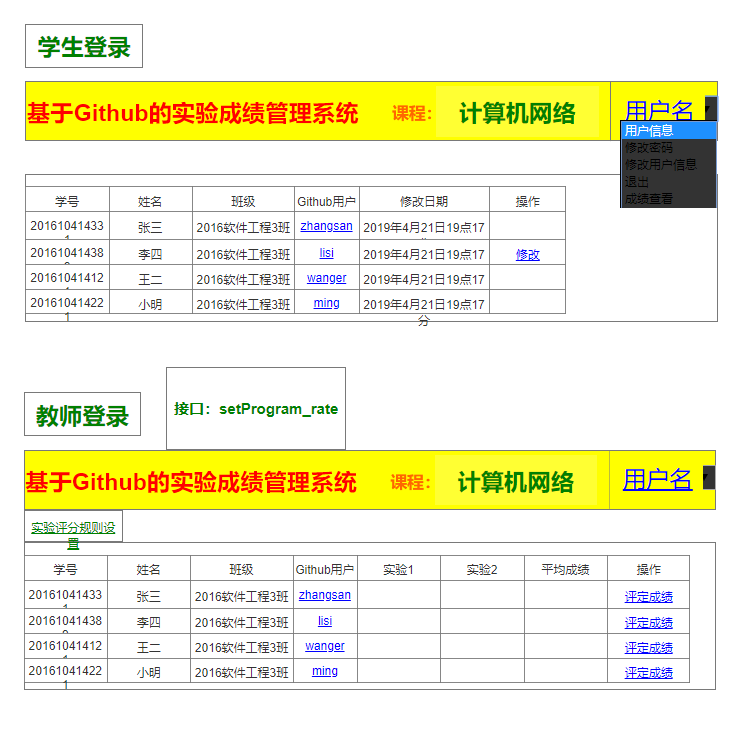 学生登录
基于Github的实验成绩管理系统 课程： 计算机网络 用户名
用户信息
修改密码
修改用户信息
退出
成绩查看
学号 姓名 班级 Github用户 修改日期 操作
20161041433 张三 2016软件工程3班 zhangsan 2019年4月21日19点17
20161041438 李四 2016软件工程3班 lisi 2019年4月21日19点17 修改
20161041412 王二 2016软件工程3班 wanger 2019年4月21日19点17
20161041422 小明 2016软件工程3班 ming 2019年4月21日19点17
1 分
教师登录
接口：setProgram_rate
基于Github的实验成绩管理系统 课程： 计算机网络 用户名
实验评分规则设
置
学号 姓名 班级 Github用户 实验1 实验2 平均成绩 操作
20161041433 张三 2016软件工程3班 zhangsan 评定成绩
20161041438 李四 2016软件工程3班 lisi 评定成绩
20161041412 王二 2016软件工程3班 wanger 评定成绩
20161041422 小明 2016软件工程3班 ming 评定成绩
1